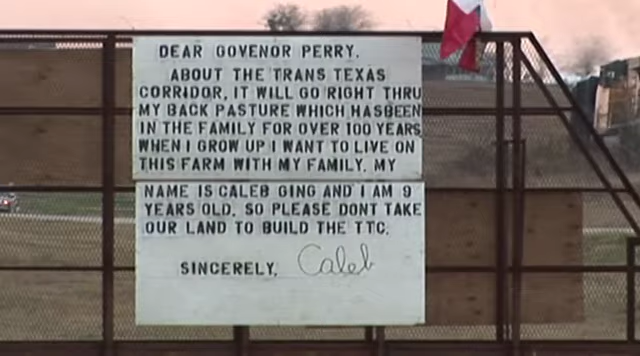 DEAR GOVENOR PERRY.
ABOUT THE TRANS TEXAS
CORRIDOR, IT WILL GO RIGHT THRU
MY BACK PASTURE WHICH HASBEEN
IN THE FAMILY FOR OVER 100 YEARS
WHEN I GROW UP I WANT TO LIVE ON
THIS FARM WITH MY FAMILY. MY
NAME IS CALEB GING AND I AM 9
YEARS OLD. SO PLEASE DONT TAKE
OUR LAND TO BUILD THE TTC.
SINCERELY, Caleb